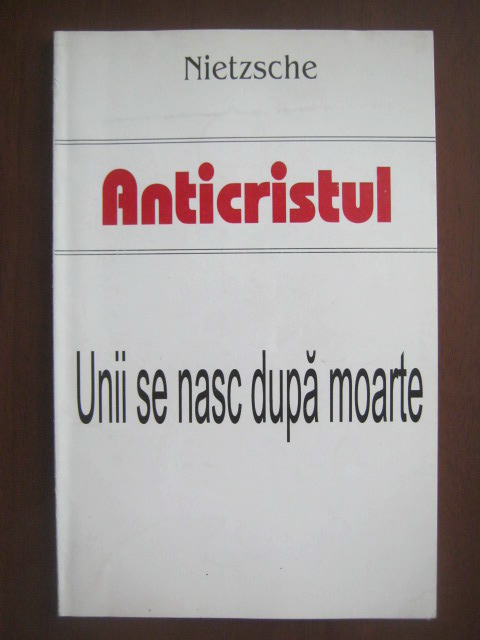 Nietzsche
Anticristul
Unii se nasc după moarte